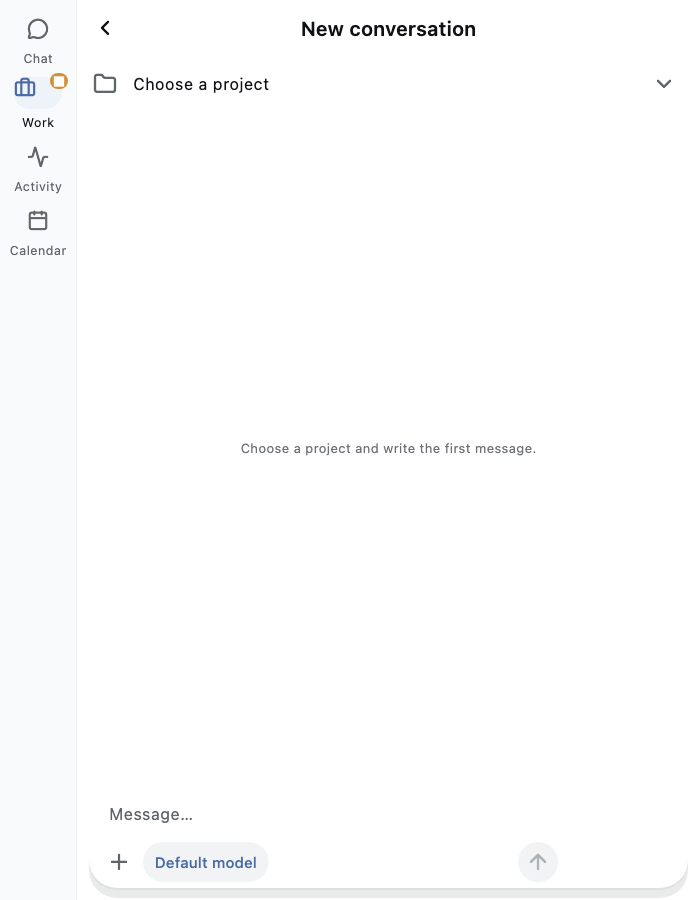 New conversation
Chat
Choose a project
Work
Activity
Calendar
Choose a project and write the first message.
Message...
Default model